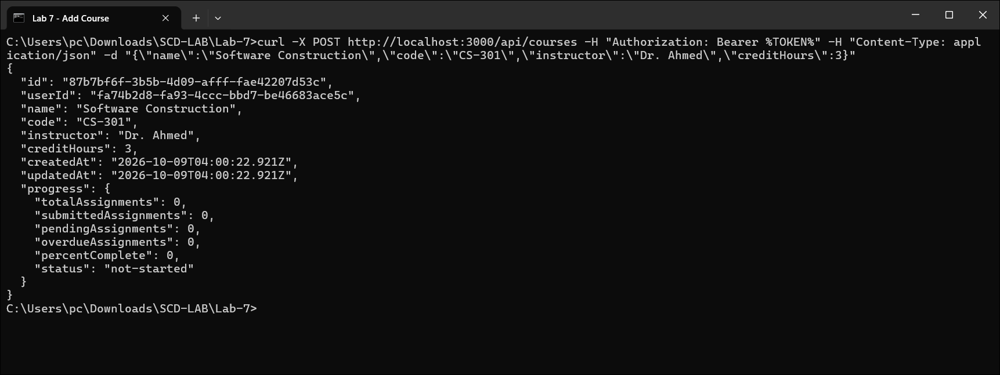 Lab 7 - Add Course
C:\Users\pc\Downloads\SCD-LAB\Lab-7>curl -X POST http://localhost:3000/api/courses -H "Authorization: Bearer %TOKEN%" -H "Content-Type: appl
ication/json" -d "{\"name\":\"Software Construction\",\"code\":\"CS-301\",\"instructor\":\"Dr. Ahmed\",\"creditHours\":3}"
{
  "id": "87b7bf6f-3b5b-4d09-afff-fae42207d53c",
  "userId": "fa74b2d8-fa93-4ccc-bbd7-be46683ace5c",
  "name": "Software Construction",
  "code": "CS-301",
  "instructor": "Dr. Ahmed",
  "creditHours": 3,
  "createdAt": "2026-10-09T04:00:22.921Z",
  "updatedAt": "2026-10-09T04:00:22.921Z",
  "progress": {
    "totalAssignments": 0,
    "submittedAssignments": 0,
    "pendingAssignments": 0,
    "overdueAssignments": 0,
    "percentComplete": 0,
    "status": "not-started"
  }
}
C:\Users\pc\Downloads\SCD-LAB\Lab-7>